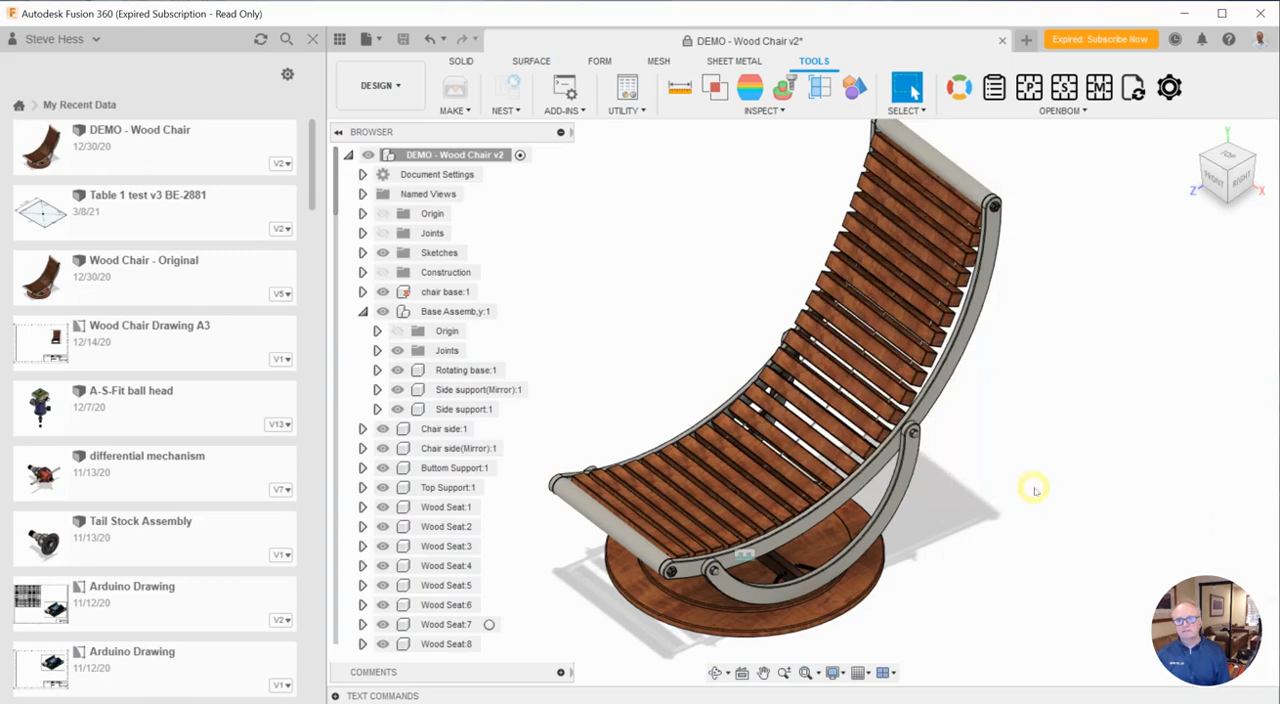 Autodesk Fusion 360 (Expired Subscription - Read Only)
Steve Hess
My Recent Data
DEMO - Wood Chair
12/30/20
V2
Table 1 test v3 BE-2881
3/8/21
V2
Wood Chair - Original
12/30/20
V5
Wood Chair Drawing A3
12/14/20
V1
A-S-Fit ball head
12/7/20
V13
differential mechanism
11/13/20
V7
Tail Stock Assembly
11/13/20
V1
Arduino Drawing
11/12/20
V2
Arduino Drawing
11/12/20
V1
DEMO - Wood Chair v2*
Expired: Subscribe Now
SOLID SURFACE FORM MESH SHEET METAL TOOLS
DESIGN
MAKE NEST ADD-INS UTILITY INSPECT SELECT OPENBOM
P S M
BROWSER
DEMO - Wood Chair v2
Document Settings
Named Views
Origin
Joints
Sketches
Construction
chair base:1
Base Assemb,y:1
Origin
Joints
Rotating base:1
Side support(Mirror):1
Side support:1
Chair side:1
Chair side(Mirror):1
Buttom Support:1
Top Support:1
Wood Seat:1
Wood Seat:2
Wood Seat:3
Wood Seat:4
Wood Seat:5
Wood Seat:6
Wood Seat:7
Wood Seat:8
COMMENTS
TEXT COMMANDS
Y
TOP
FRONT RIGHT
Z X